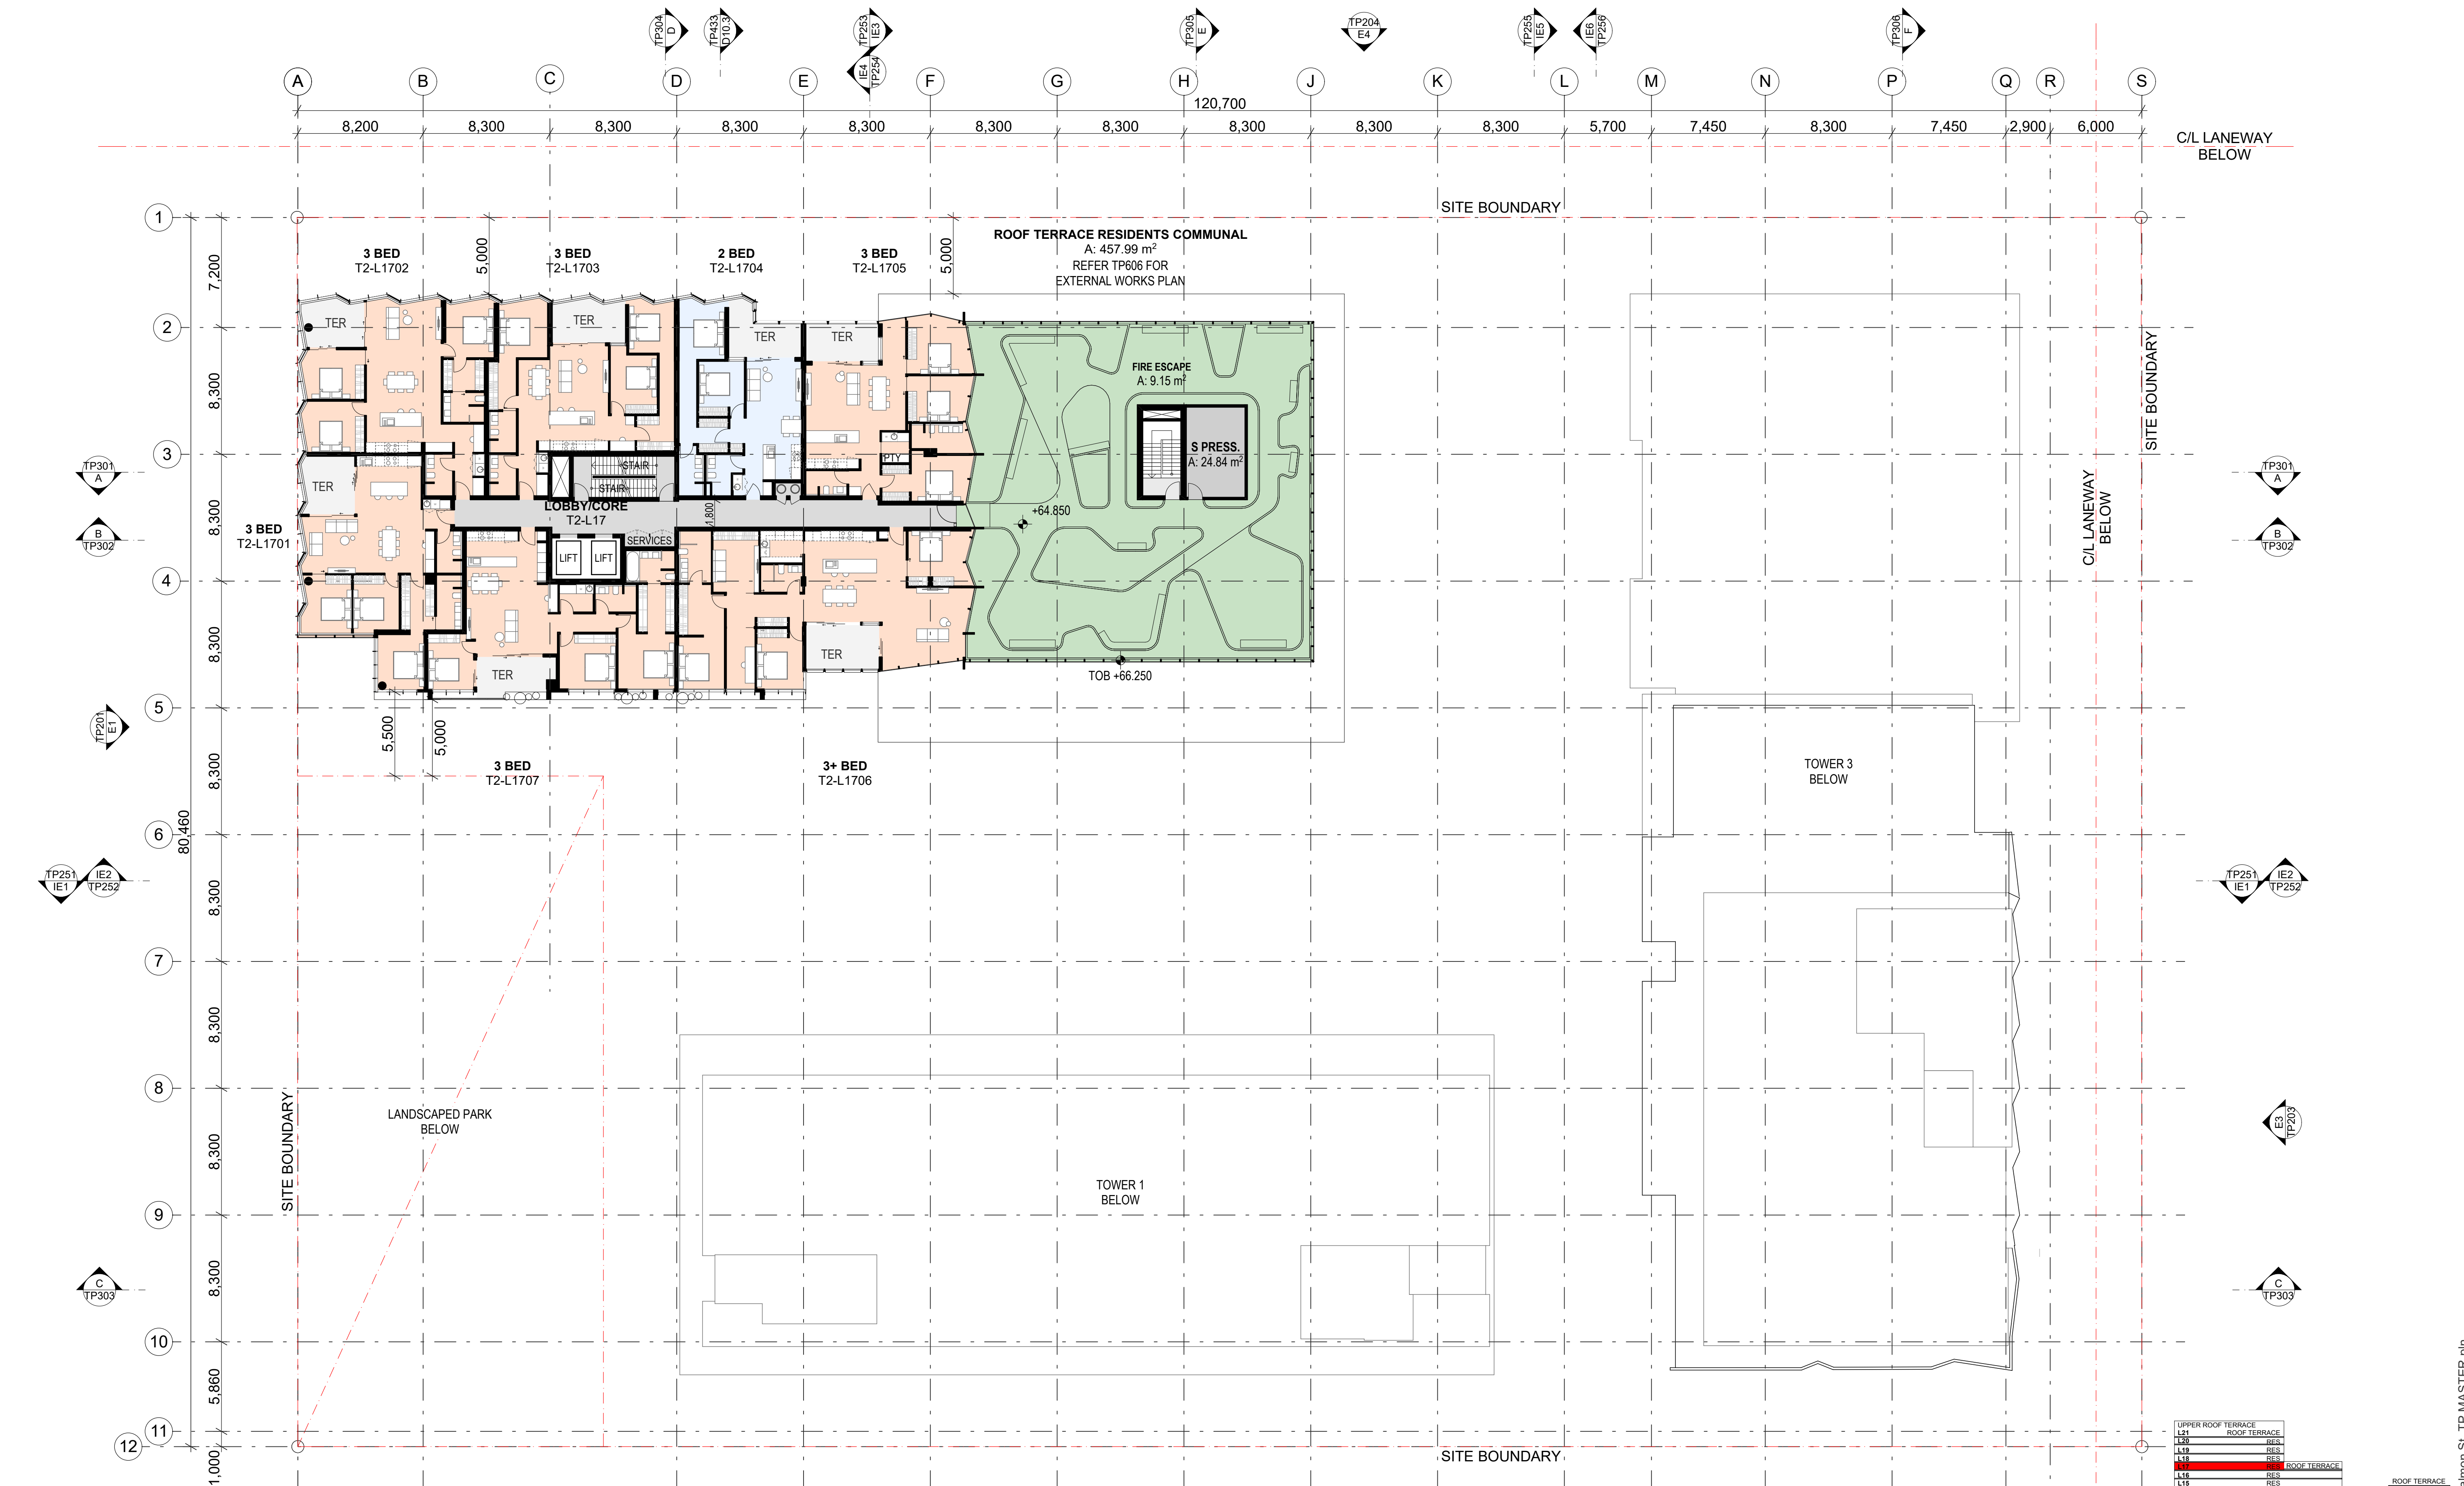 TP304
D
TP433
D10.3
TP253
IE3
IE4
TP254
TP305
E
TP204
E4
TP255
IE5
IE6
TP256
TP306
F
A
B
C
D
E
F
G
H
J
K
L
M
N
P
Q
R
S
120,700
8,200
8,300
8,300
8,300
8,300
8,300
8,300
8,300
8,300
8,300
5,700
7,450
8,300
7,450
2,900
6,000
C/L LANEWAY
BELOW
1
2
3
4
5
6
7
8
9
10
11
12
7,200
8,300
8,300
8,300
8,300
8,300
8,300
8,300
8,300
5,860
1,000
80,460
SITE BOUNDARY
SITE BOUNDARY
SITE BOUNDARY
SITE BOUNDARY
C/L LANEWAY
BELOW
3 BED
T2-L1702
5,000
3 BED
T2-L1703
2 BED
T2-L1704
3 BED
T2-L1705
5,000
ROOF TERRACE RESIDENTS COMMUNAL
A: 457.99 m²
REFER TP606 FOR
EXTERNAL WORKS PLAN
TER
TER
TER
TER
FIRE ESCAPE
A: 9.15 m²
S PRESS.
A: 24.84 m²
PTY
STAIR
STAIR
TER
LOBBY/CORE
T2-L17
1,800
+64.850
3 BED
T2-L1701
SERVICES
LIFT
LIFT
TER
TER
TOB +66.250
5,500
5,000
3 BED
T2-L1707
3+ BED
T2-L1706
TP301
A
B
TP302
TP201
E1
TP251
IE1
IE2
TP252
C
TP303
TP301
A
B
TP302
TP251
IE1
IE2
TP252
E3
TP203
C
TP303
TOWER 3
BELOW
LANDSCAPED PARK
BELOW
TOWER 1
BELOW
UPPER ROOF TERRACE
L21 ROOF TERRACE
L20 RES
L19 RES
L18 RES
L17 RES ROOF TERRACE
L16 RES
L15 RES
ROOF TERRACE